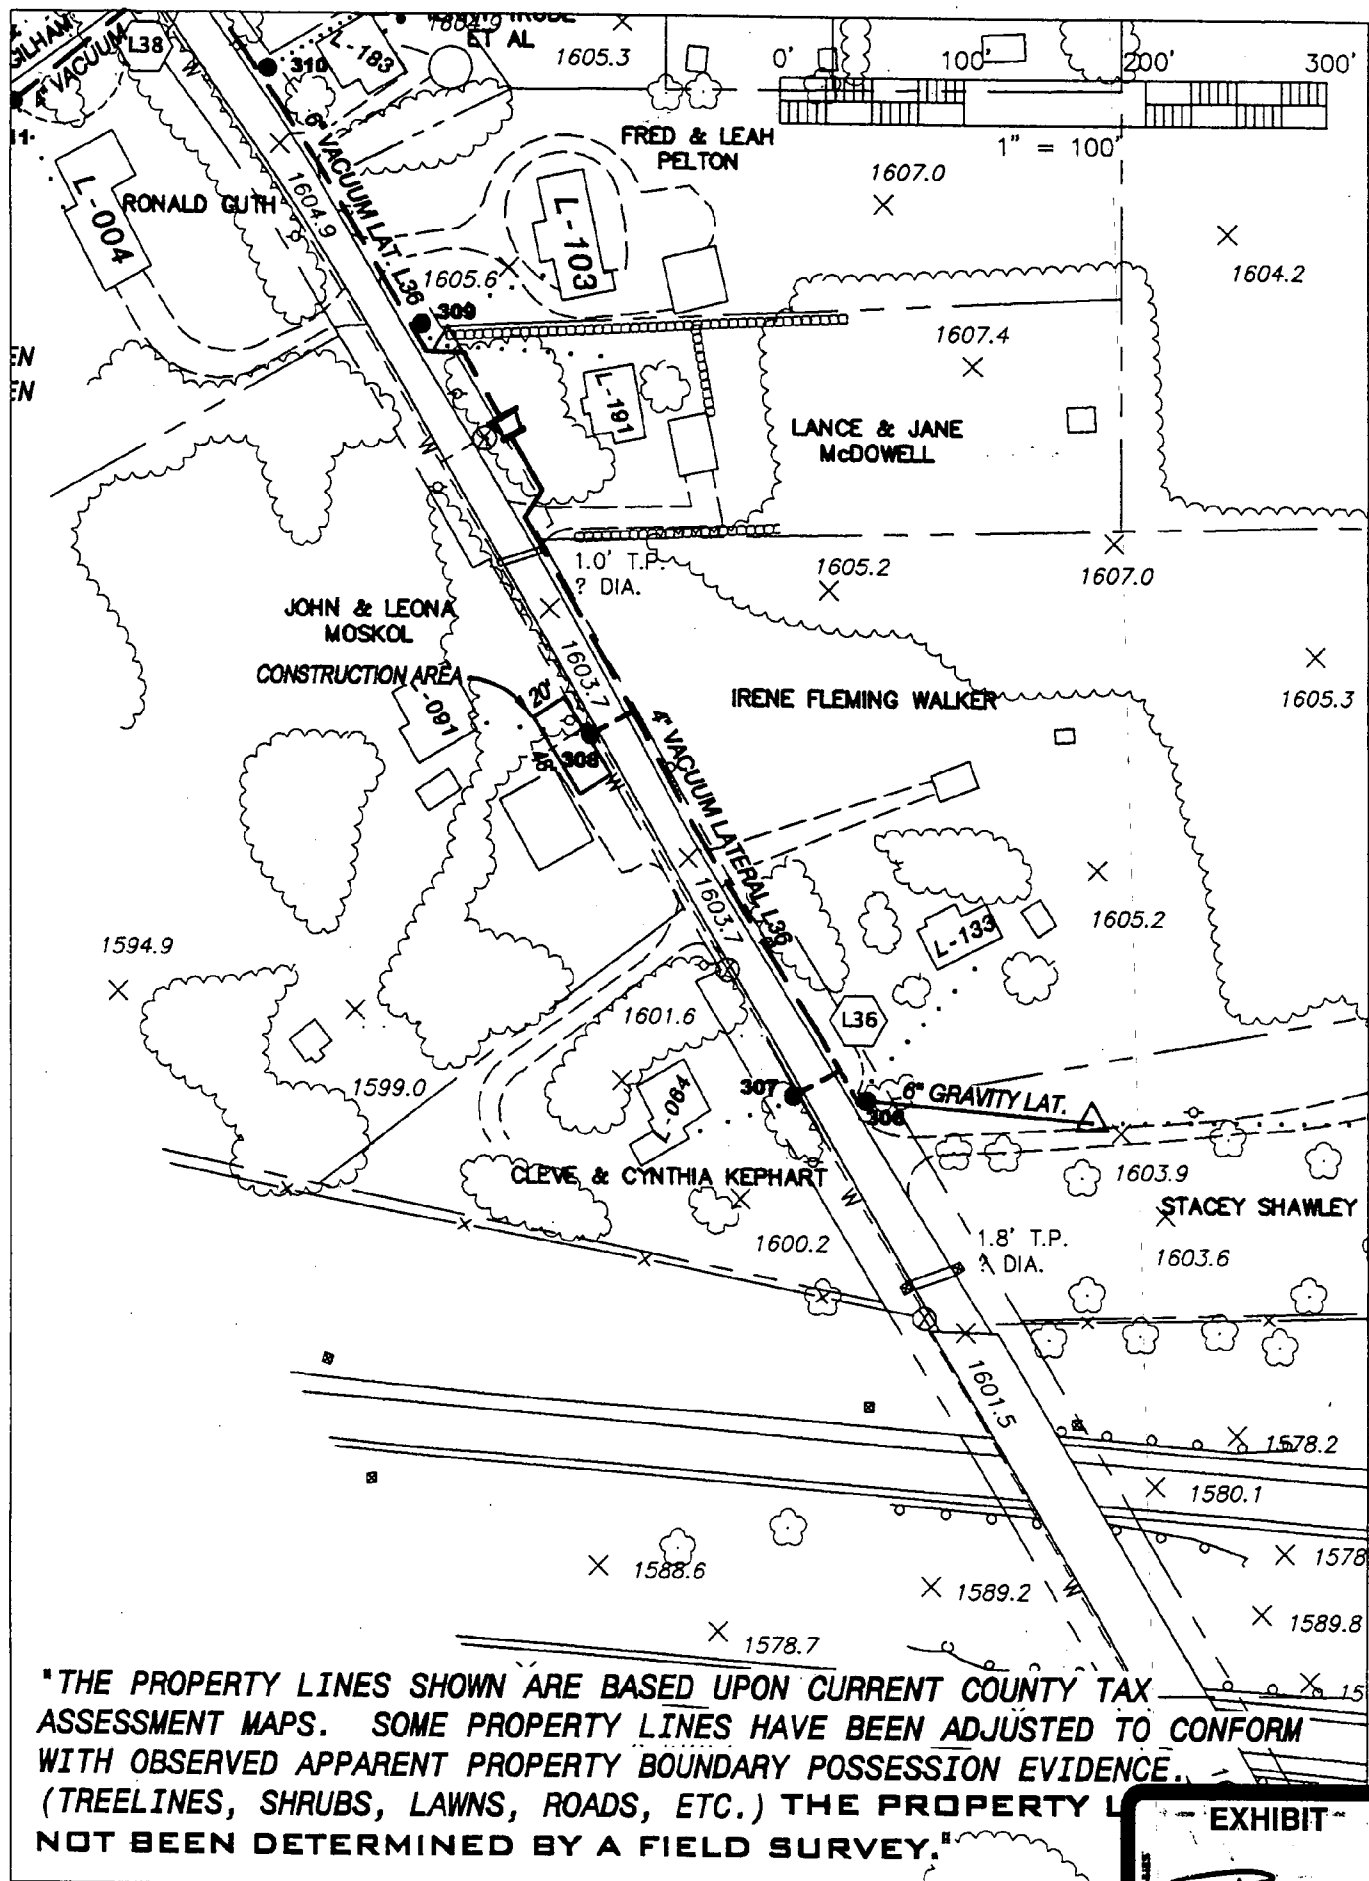 GILHAM
4" VACUUM
L38
310
L-183
1604.9
ET AL
1605.3
0'
100'
200'
300'
1" = 100'
FRED & LEAH
PELTON
1607.0
L-004
RONALD GUTH
W
1604.9
6" VACUUM LAT. L36
L-103
1605.6
1604.2
309
1607.4
EN
EN
L-191
LANCE & JANE
McDOWELL
W
1.0' T.P.
? DIA.
1605.2
1607.0
JOHN & LEONA
MOSKOL
CONSTRUCTION AREA
L-091
20'
1603.7
IRENE FLEMING WALKER
1605.3
308
W
4" VACUUM LATERAL L36
1603.7
1605.2
L-133
1594.9
1601.6
L36
1599.0
L-064
307
306
6" GRAVITY LAT.
CLEVE & CYNTHIA KEPHART
W
1603.9
STACEY SHAWLEY
1600.2
1.8' T.P.
? DIA.
1603.6
1601.5
1578.2
1580.1
1588.6
1578
1589.2
W
1589.8
1578.7
15
"THE PROPERTY LINES SHOWN ARE BASED UPON CURRENT COUNTY TAX
ASSESSMENT MAPS. SOME PROPERTY LINES HAVE BEEN ADJUSTED TO CONFORM
WITH OBSERVED APPARENT PROPERTY BOUNDARY POSSESSION EVIDENCE.
(TREELINES, SHRUBS, LAWNS, ROADS, ETC.) THE PROPERTY L
NOT BEEN DETERMINED BY A FIELD SURVEY."
EXHIBIT